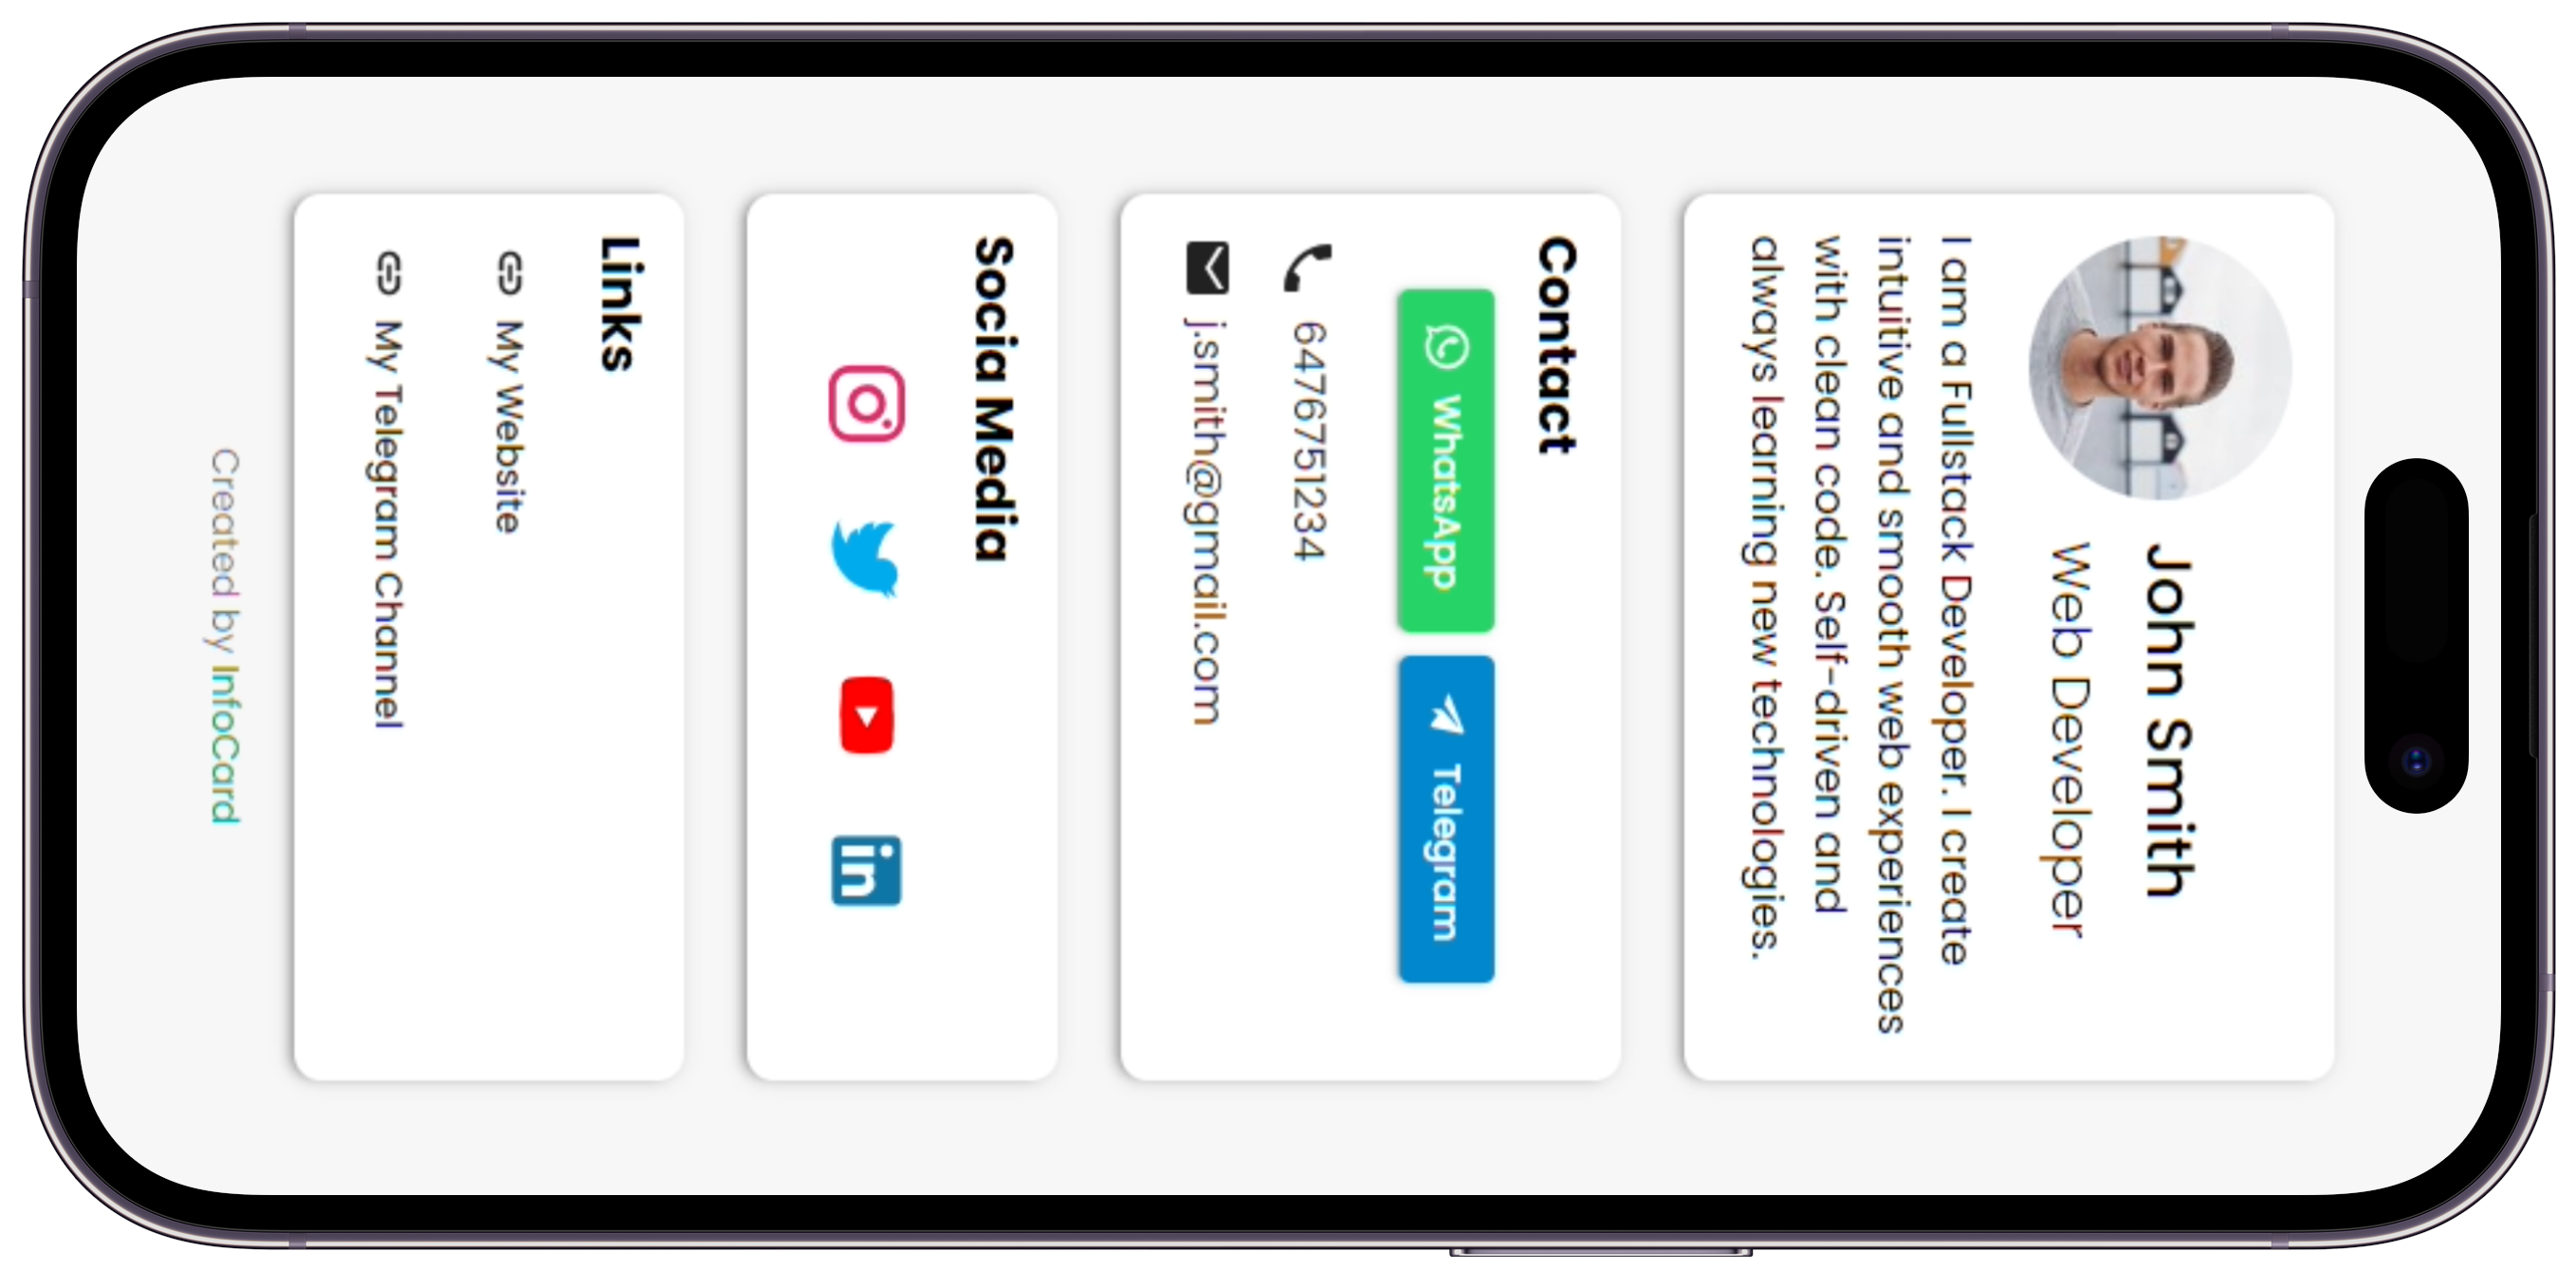 John Smith
Web Developer
I am a Fullstack Developer. I create
intuitive and smooth web experiences
with clean code. Self-driven and
always learning new technologies.
Contact
WhatsApp
Telegram
6476751234
j.smith@gmail.com
Socia Media
in
Links
My Website
My Telegram Channel
Created by InfoCard